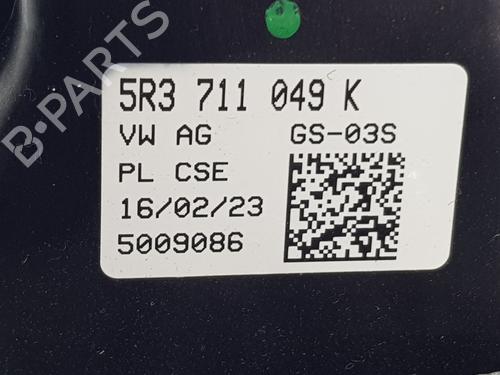 B-PARTS
5R3 711 049 K
VW AG GS-03S
PL CSE
16/02/23
5009086